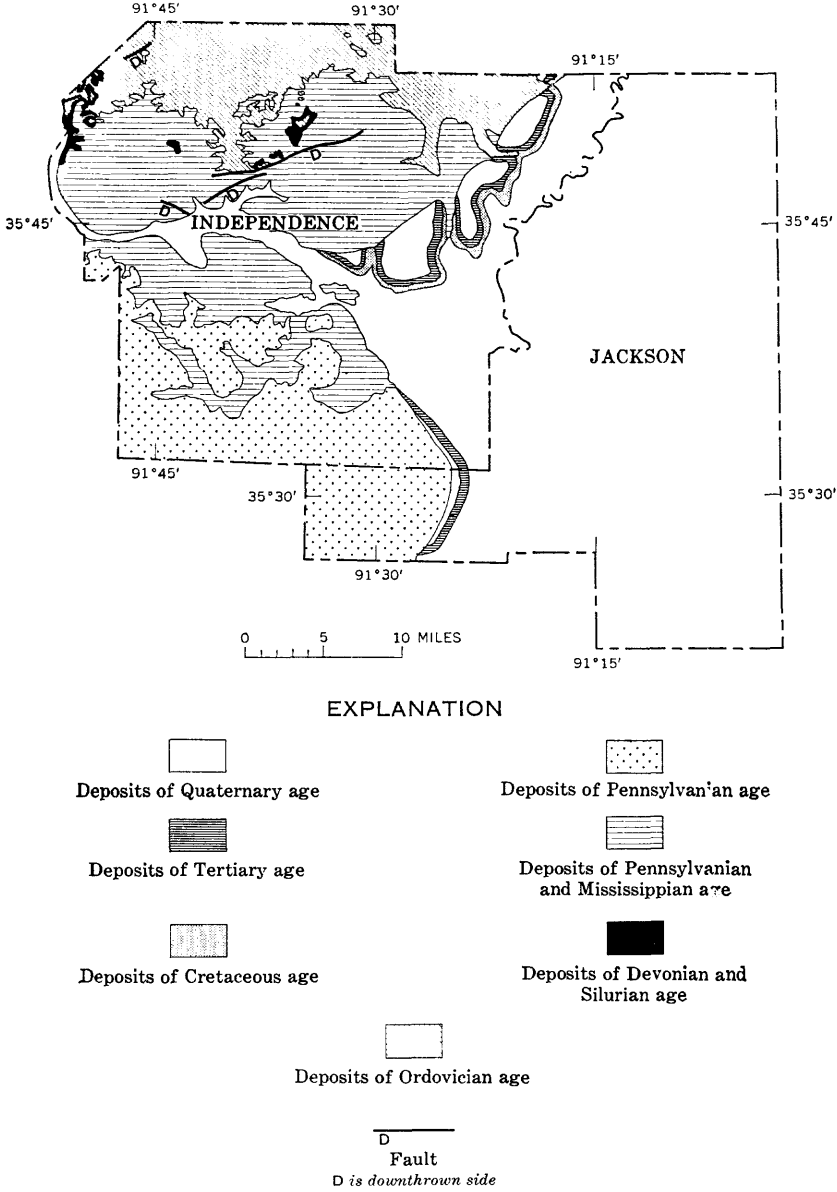 91°45′
91°30′
91°15′
D
D
D
D
D
35°45′
INDEPENDENCE
35°45′
JACKSON
91°45′
35°30′
35°30′
91°30′
0 5 10 MILES
91°15′
EXPLANATION
Deposits of Quaternary age
Deposits of Pennsylvan:an age
Deposits of Tertiary age
Deposits of Pennsylvanian
and Mississippian age
Deposits of Cretaceous age
Deposits of Devonian and
Silurian age
Deposits of Ordovician age
D
Fault
D is downthrown side